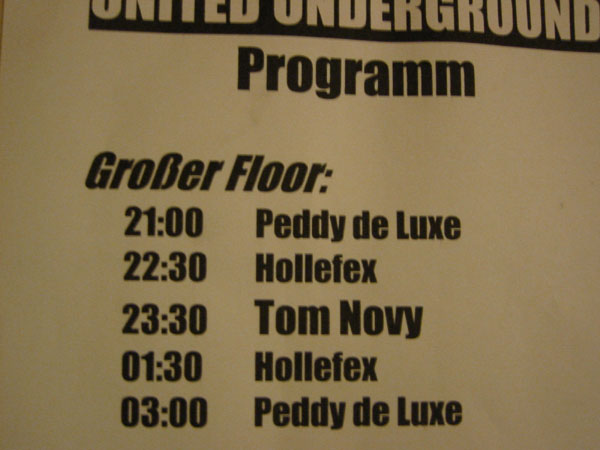 UNITED UNDERGROUND
Programm
Großer Floor:
21:00 Peddy de Luxe
22:30 Hollefex
23:30 Tom Novy
01:30 Hollefex
03:00 Peddy de Luxe